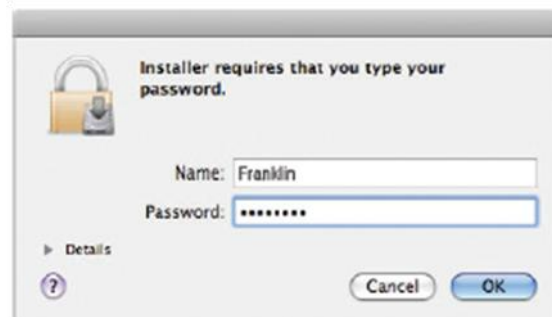 Installer requires that you type your
password.
Name: Franklin
Password: ••••••••
Details
?
Cancel OK